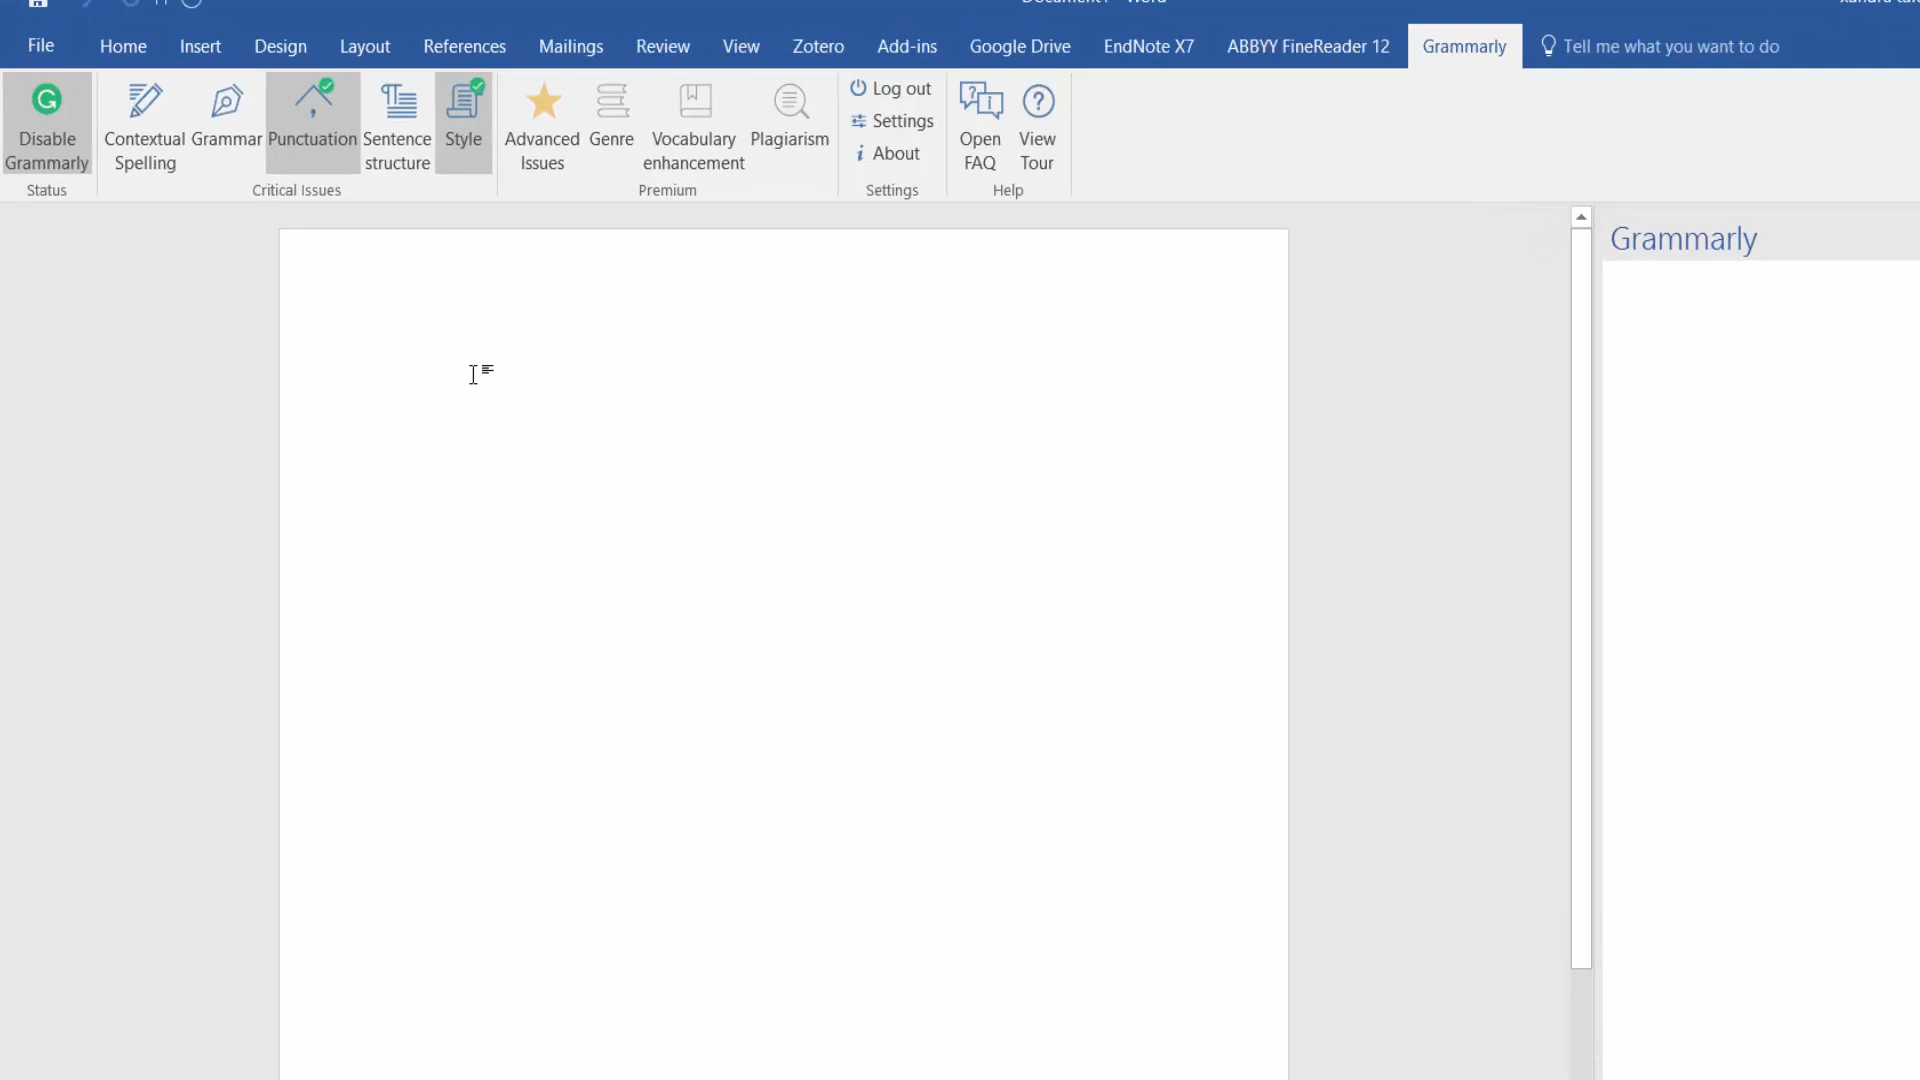 File Home Insert Design Layout References Mailings Review View Zotero Add-ins Google Drive EndNote X7 ABBYY FineReader 12 Grammarly Tell me what you want to do
Disable Grammarly
Contextual Spelling
Grammar
Punctuation
Sentence structure
Style
Advanced Issues
Genre
Vocabulary enhancement
Plagiarism
Log out
Settings
About
Open FAQ
View Tour
Status
Critical Issues
Premium
Settings
Help
Grammarly